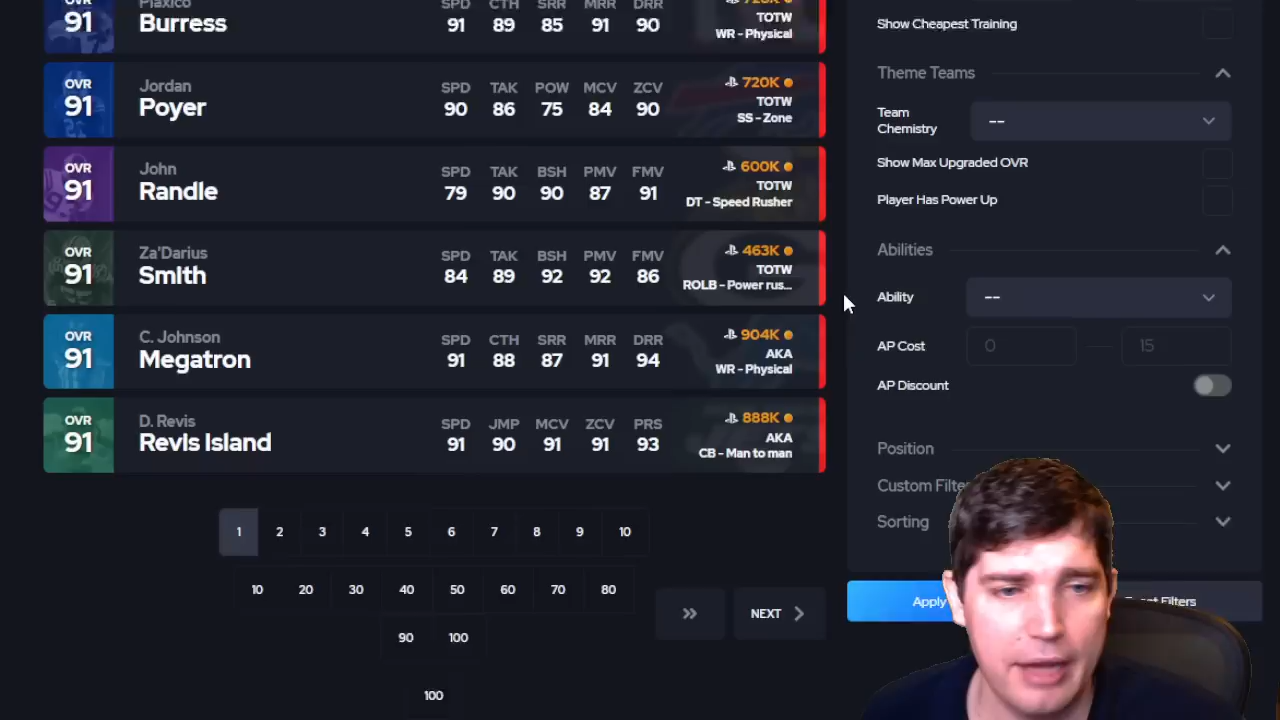 Plaxico
Burress
OVR
91
SPD CTH SRR MRR DRR
91 89 85 91 90
TOTW
WR - Physical
OVR
91
Jordan
Poyer
SPD TAK POW MCV ZCV
90 86 75 84 90
720K
TOTW
SS - Zone
OVR
91
John
Randle
SPD TAK BSH PMV FMV
79 90 90 87 91
600K
TOTW
DT - Speed Rusher
OVR
91
Za'Darius
Smith
SPD TAK BSH PMV FMV
84 89 92 92 86
463K
TOTW
ROLB - Power rus...
OVR
91
C. Johnson
Megatron
SPD CTH SRR MRR DRR
91 88 87 91 94
904K
AKA
WR - Physical
OVR
91
D. Revis
Revis Island
SPD JMP MCV ZCV PRS
91 90 91 91 93
888K
AKA
CB - Man to man
1 2 3 4 5 6 7 8 9 10
10 20 30 40 50 60 70 80
90 100
100
NEXT
Show Cheapest Training
Theme Teams
Team
Chemistry
--
Show Max Upgraded OVR
Player Has Power Up
Abilities
Ability
--
AP Cost
0
15
AP Discount
Position
Custom Filte
Sorting
Apply
Filters